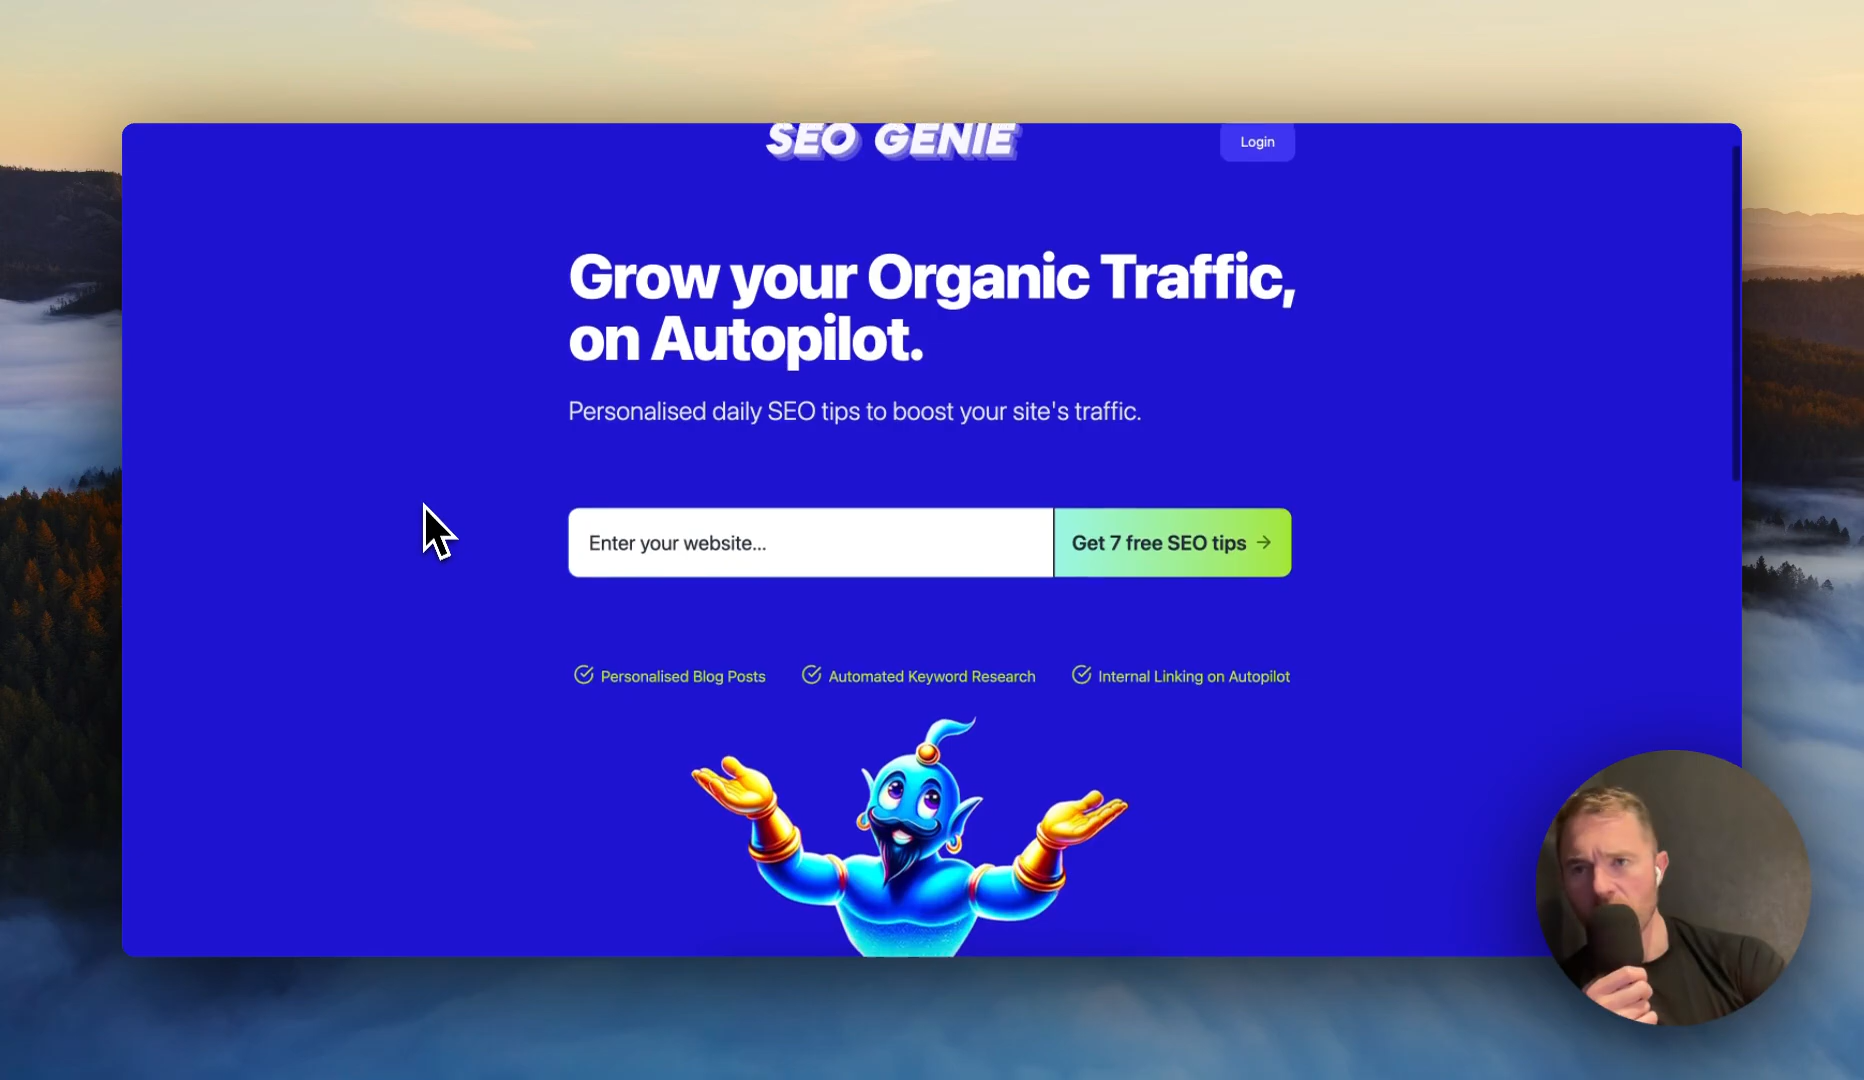 SEO GENIE
Login
Grow your Organic Traffic,
on Autopilot.
Personalised daily SEO tips to boost your site's traffic.
Enter your website...
Get 7 free SEO tips →
Personalised Blog Posts
Automated Keyword Research
Internal Linking on Autopilot